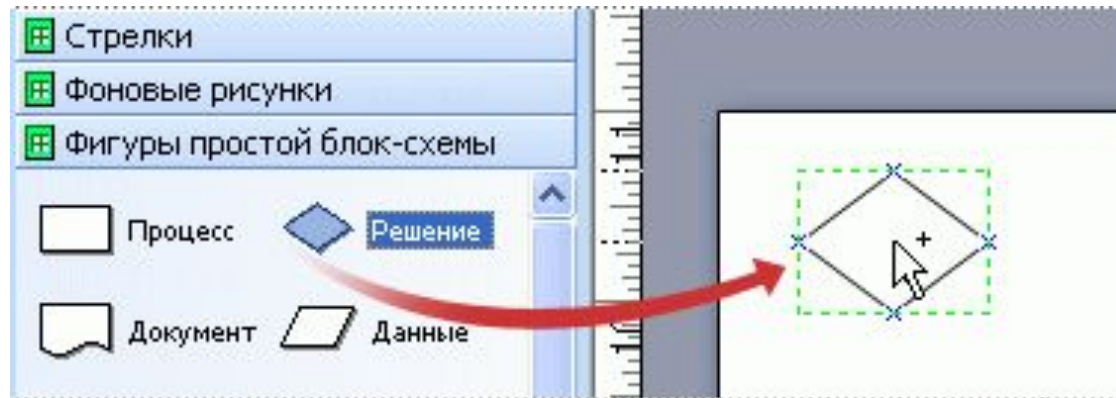 Стрелки
Фоновые рисунки
Фигуры простой блок-схемы
Процесс Решение
Документ Данные